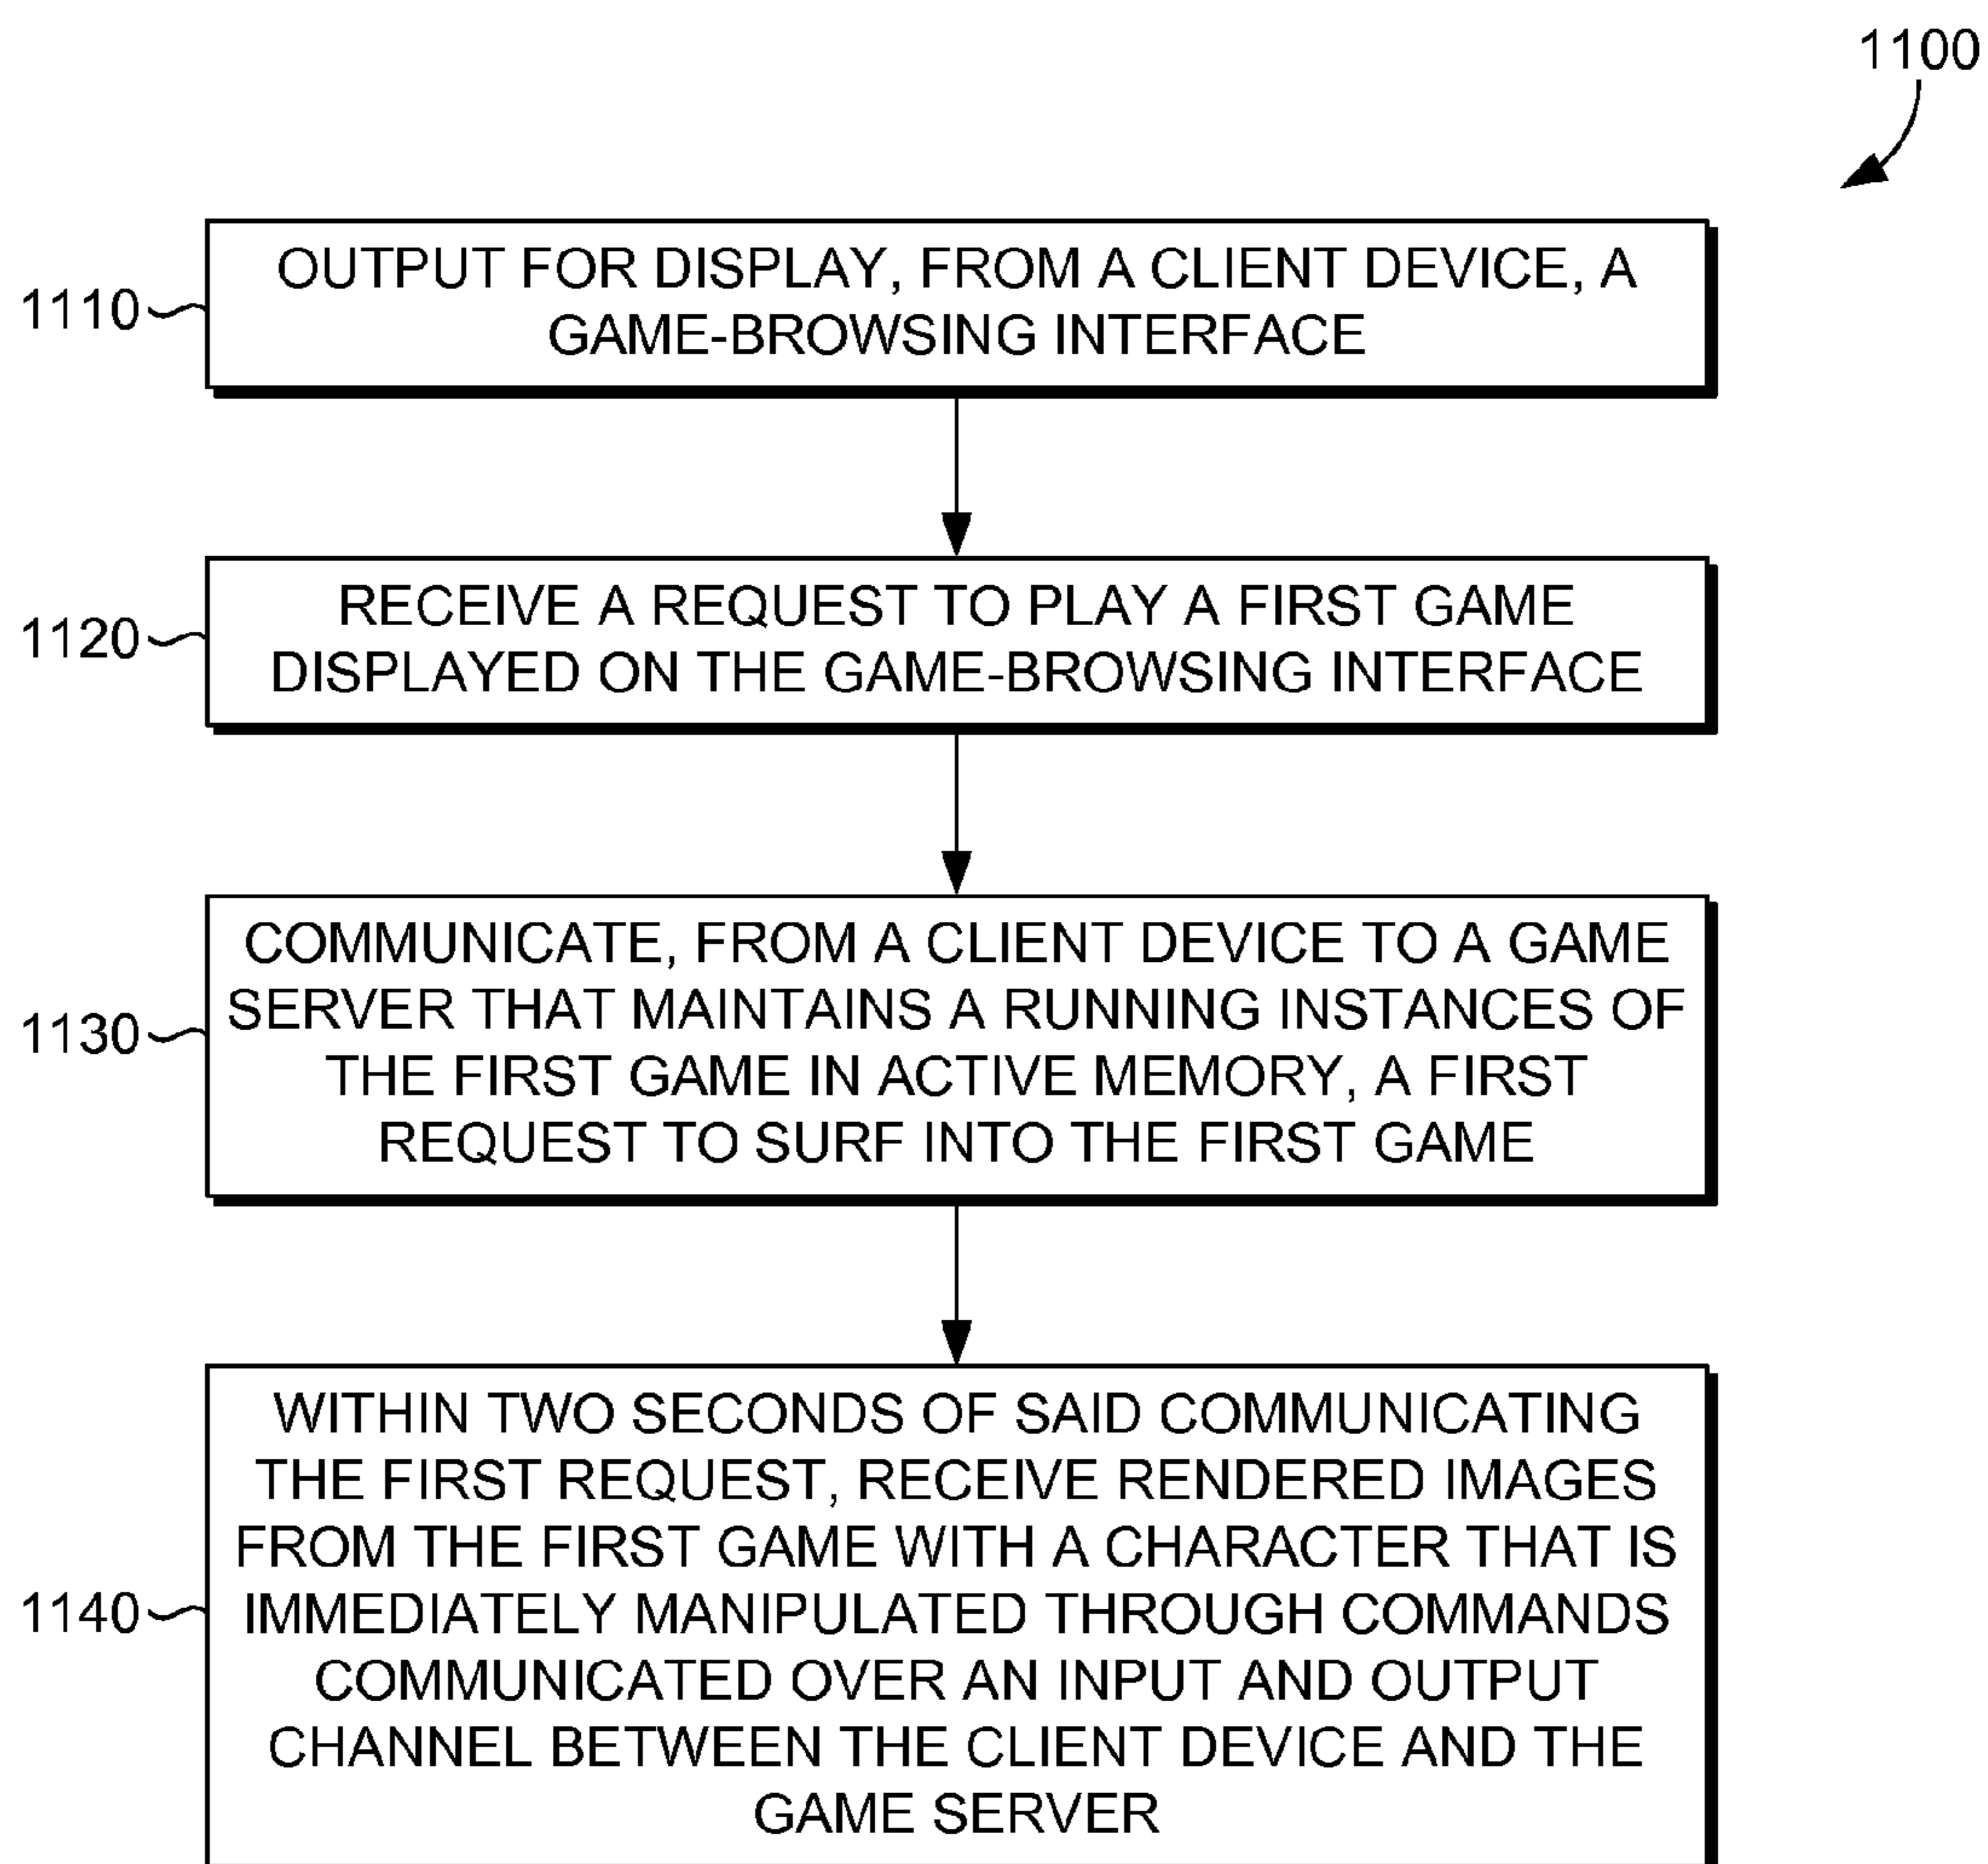 1100
OUTPUT FOR DISPLAY, FROM A CLIENT DEVICE, A
GAME-BROWSING INTERFACE
1110
RECEIVE A REQUEST TO PLAY A FIRST GAME
DISPLAYED ON THE GAME-BROWSING INTERFACE
1120
COMMUNICATE, FROM A CLIENT DEVICE TO A GAME
SERVER THAT MAINTAINS A RUNNING INSTANCES OF
THE FIRST GAME IN ACTIVE MEMORY, A FIRST
REQUEST TO SURF INTO THE FIRST GAME
1130
WITHIN TWO SECONDS OF SAID COMMUNICATING
THE FIRST REQUEST, RECEIVE RENDERED IMAGES
FROM THE FIRST GAME WITH A CHARACTER THAT IS
IMMEDIATELY MANIPULATED THROUGH COMMANDS
COMMUNICATED OVER AN INPUT AND OUTPUT
CHANNEL BETWEEN THE CLIENT DEVICE AND THE
GAME SERVER
1140